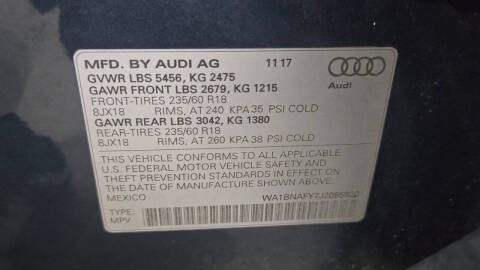 MFD. BY AUDI AG 11 17
GVWR LBS 5456, KG 2475
GAWR FRONT LBS 2679, KG 1215
FRONT-TIRES 235/60 R18
8JX18 RIMS, AT 240 KPA 35 PSI COLD
GAWR REAR LBS 3042, KG 1380
REAR-TIRES 235/60 R18
8JX18 RIMS, AT 260 KPA 38 PSI COLD
Audi
THIS VEHICLE CONFORMS TO ALL APPLICABLE
U.S. FEDERAL MOTOR VEHICLE SAFETY AND
THEFT PREVENTION STANDARDS IN EFFECT ON
THE DATE OF MANUFACTURE SHOWN ABOVE.
MEXICO
TYPE:
MPV